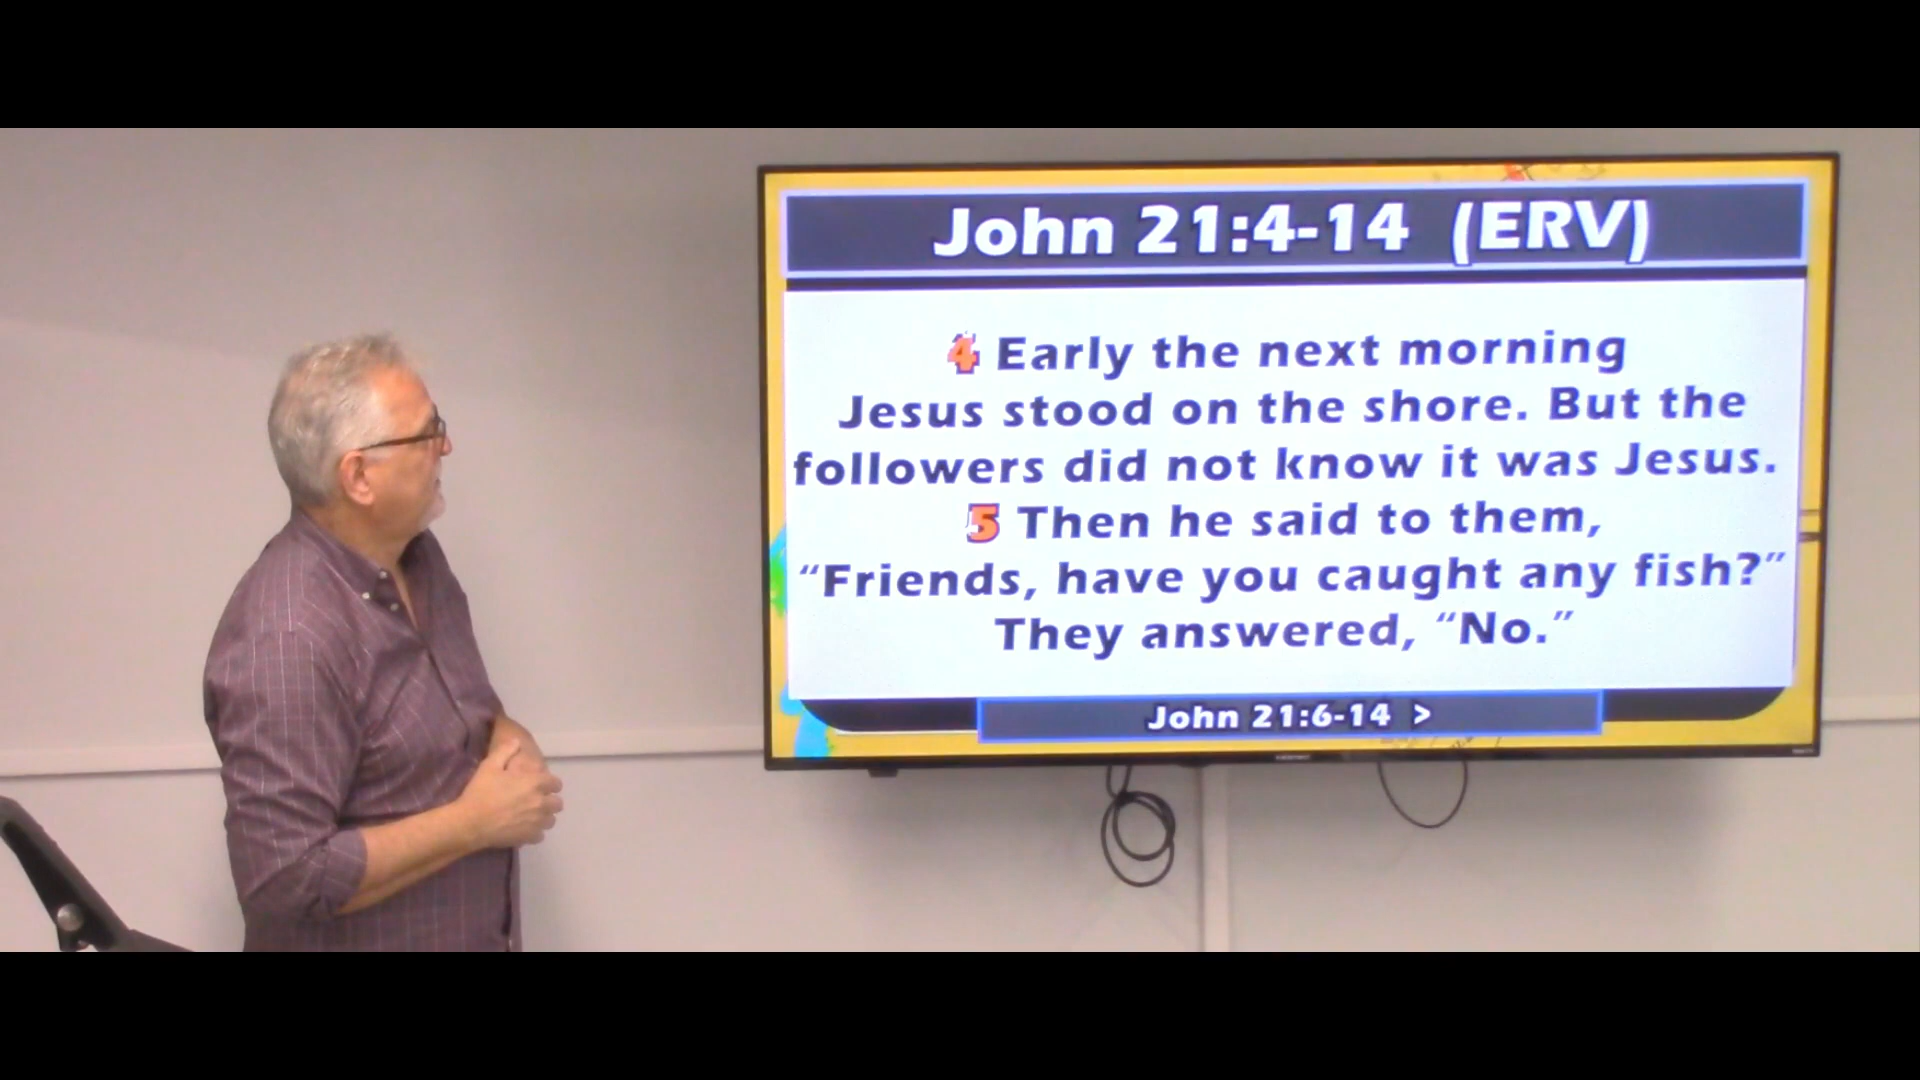 John 21:4-14 (ERV)
4 Early the next morning
Jesus stood on the shore. But the
followers did not know it was Jesus.
5 Then he said to them,
“Friends, have you caught any fish?”
They answered, “No.”
John 21:6-14 >